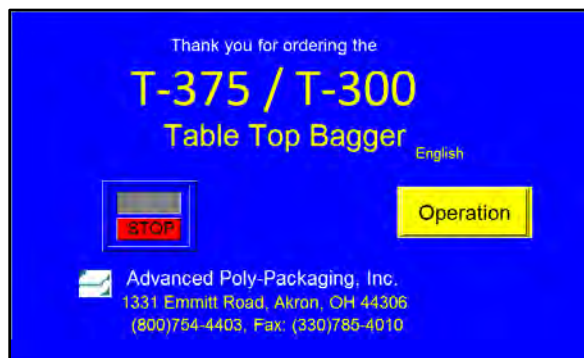 Thank you for ordering the
T-375 / T-300
Table Top Bagger
English
STOP
Operation
Advanced Poly-Packaging, Inc.
1331 Emmitt Road, Akron, OH 44306
(800)754-4403, Fax: (330)785-4010